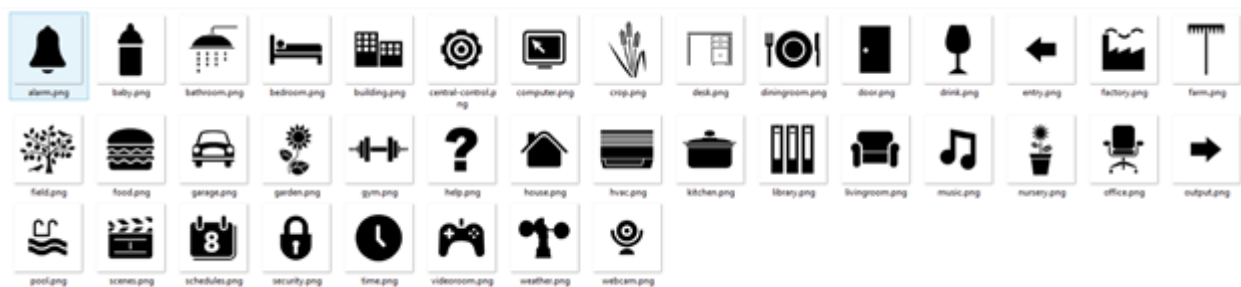 alarm.png baby.png bathroom.png bedroom.png building.png central-control.p computer.png crop.png desk.png diningroom.png door.png drink.png entry.png factory.png farm.png
ng
field.png food.png garage.png garden.png gym.png help.png house.png hvac.png kitchen.png library.png livingroom.png music.png nursery.png office.png output.png
8
pool.png scenes.png schedules.png security.png time.png videoroom.png weather.png webcam.png